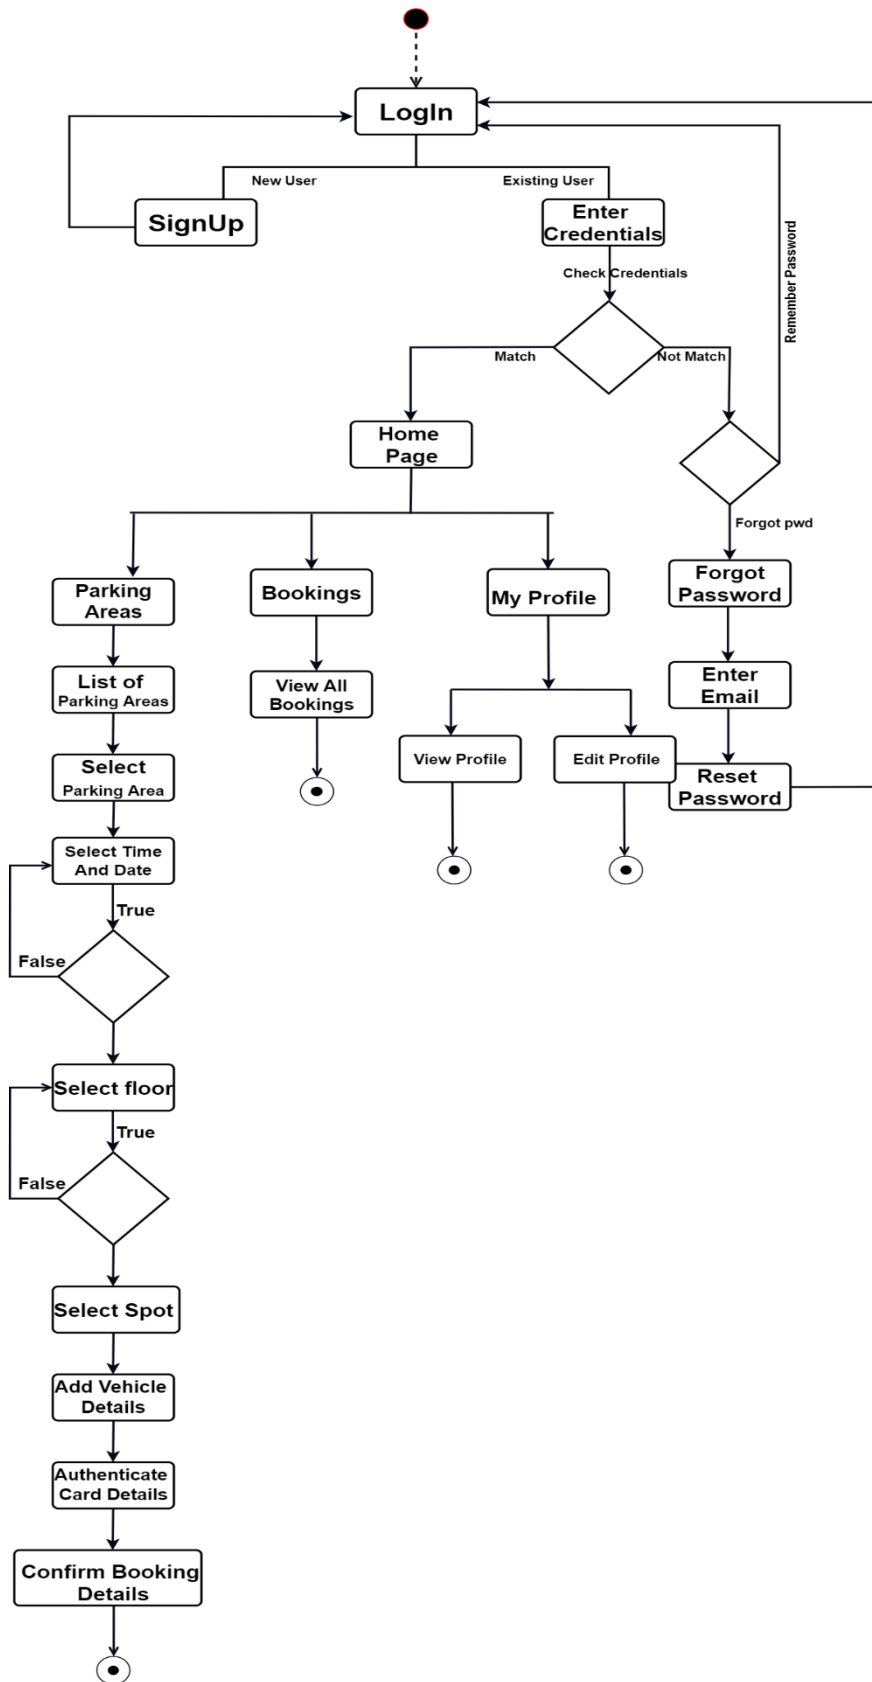 LogIn
New User
Existing User
SignUp
Enter
Credentials
Remember Password
Check Credentials
Match
Not Match
Home
Page
Forgot pwd
Parking
Areas
Bookings
My Profile
Forgot
Password
List of
Parking Areas
View All
Bookings
Enter
Email
Select
Parking Area
View Profile
Edit Profile
Reset
Password
Select Time
And Date
True
False
Select floor
True
False
Select Spot
Add Vehicle
Details
Authenticate
Card Details
Confirm Booking
Details